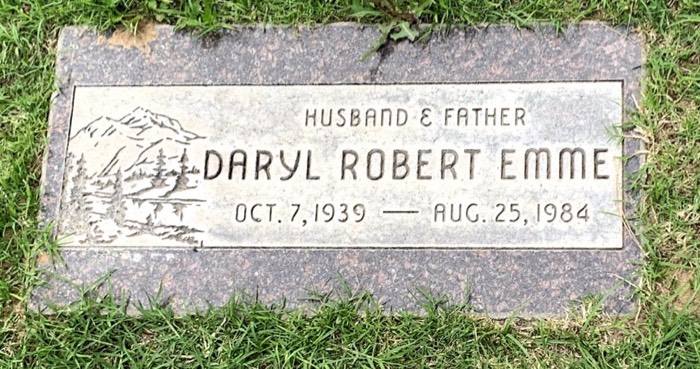 HUSBAND & FATHER
DARYL ROBERT EMME
OCT. 7, 1939 — AUG. 25, 1984